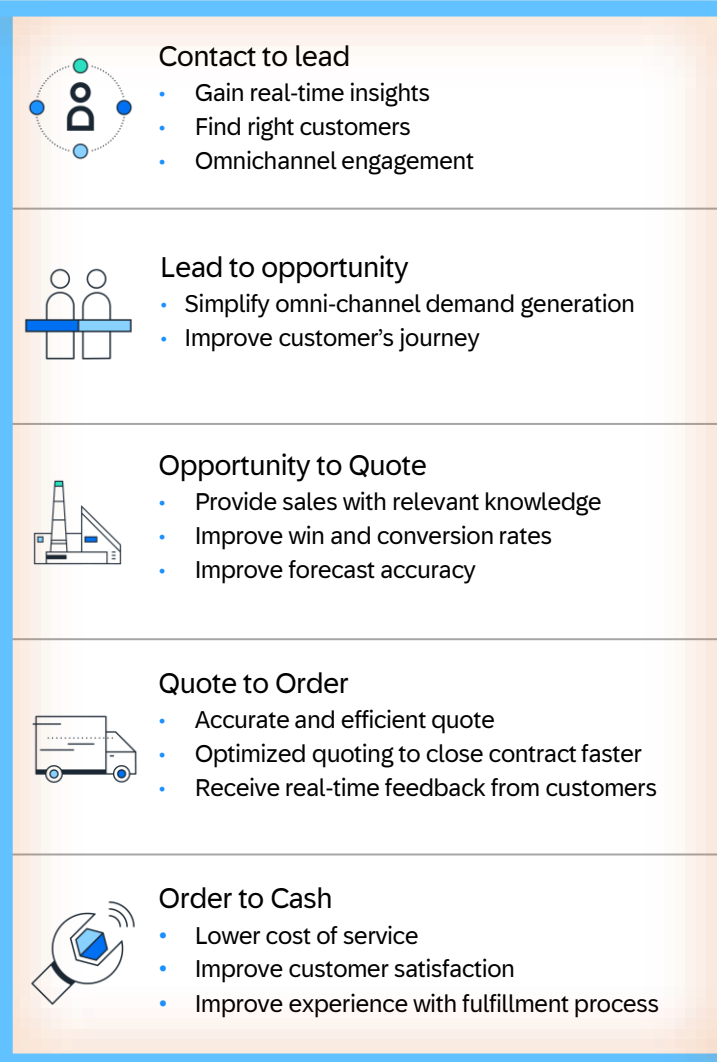 Contact to lead
• Gain real-time insights
• Find right customers
• Omnichannel engagement
Lead to opportunity
• Simplify omni-channel demand generation
• Improve customer’s journey
Opportunity to Quote
• Provide sales with relevant knowledge
• Improve win and conversion rates
• Improve forecast accuracy
Quote to Order
• Accurate and efficient quote
• Optimized quoting to close contract faster
• Receive real-time feedback from customers
Order to Cash
• Lower cost of service
• Improve customer satisfaction
• Improve experience with fulfillment process